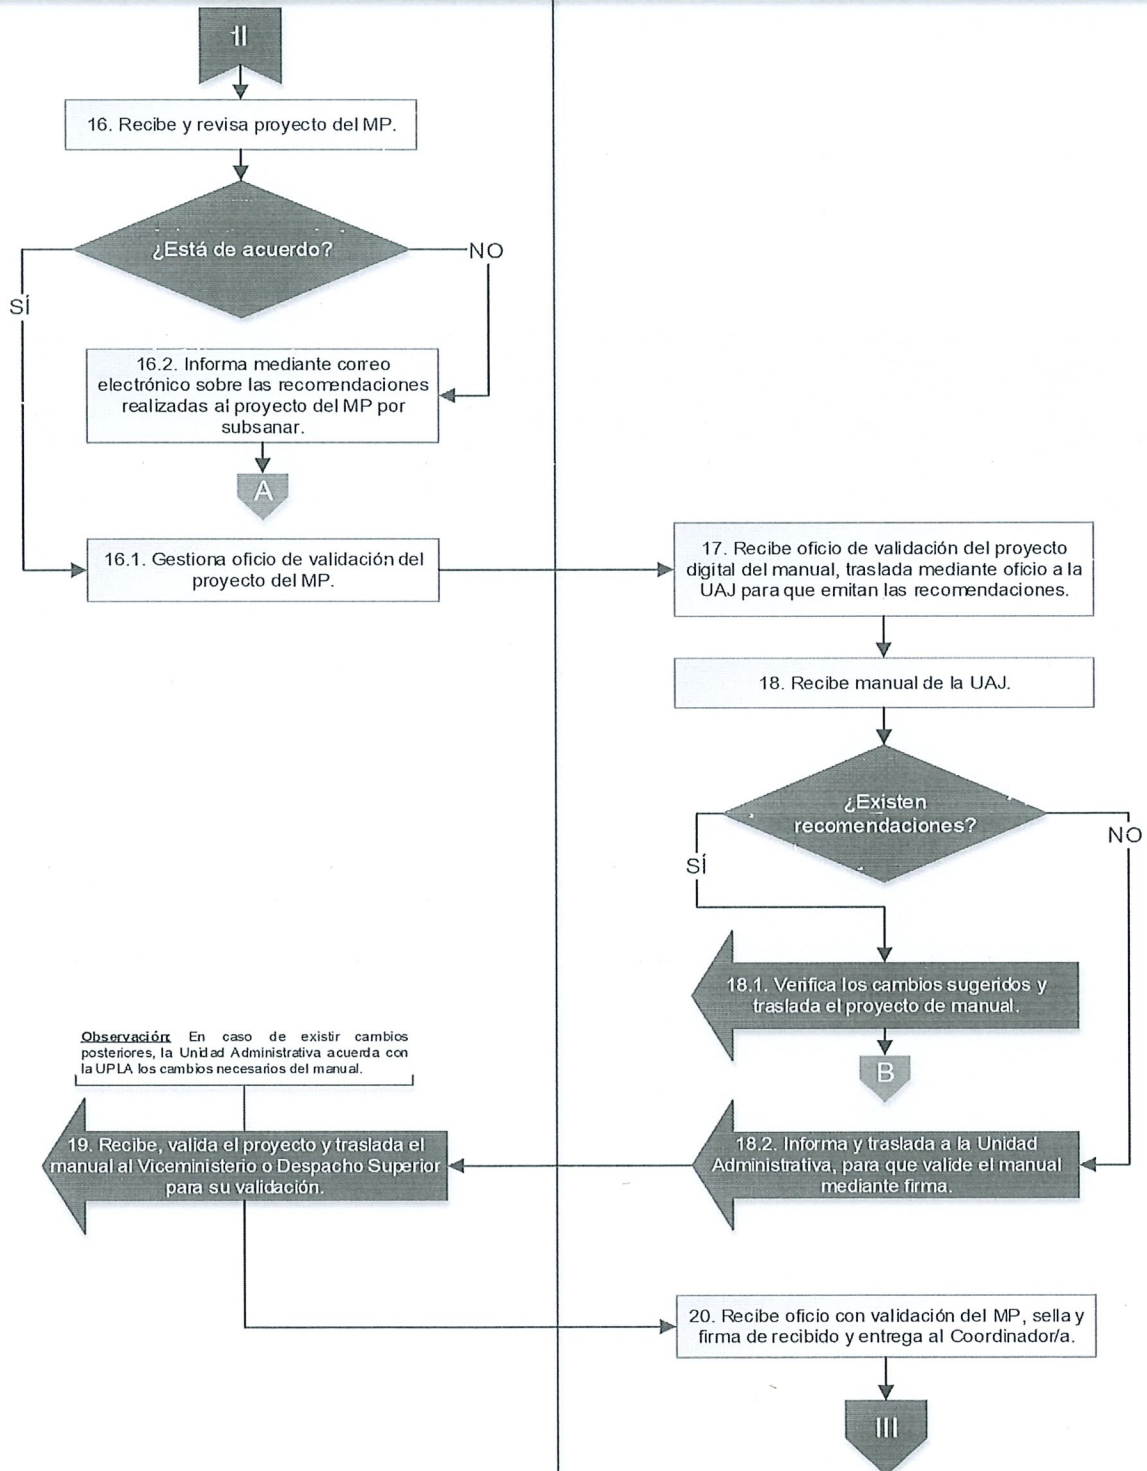 II
16. Recibe y revisa proyecto del MP.
¿Está de acuerdo?
NO
SÍ
16.2. Informa mediante correo
electrónico sobre las recomendaciones
realizadas al proyecto del MP por
subsanar.
A
16.1. Gestiona oficio de validación del
proyecto del MP.
17. Recibe oficio de validación del proyecto
digital del manual, traslada mediante oficio a la
UAJ para que emitan las recomendaciones.
18. Recibe manual de la UAJ.
¿Existen
recomendaciones?
NO
SÍ
18.1. Verifica los cambios sugeridos y
traslada el proyecto de manual.
B
Observación: En caso de existir cambios
posteriores, la Unidad Administrativa acuerda con
la UPLA los cambios necesarios del manual.
18.2. Informa y traslada a la Unidad
Administrativa, para que valide el manual
mediante firma.
19. Recibe, valida el proyecto y traslada el
manual al Viceministerio o Despacho Superior
para su validación.
20. Recibe oficio con validación del MP, sella y
firma de recibido y entrega al Coordinador/a.
III